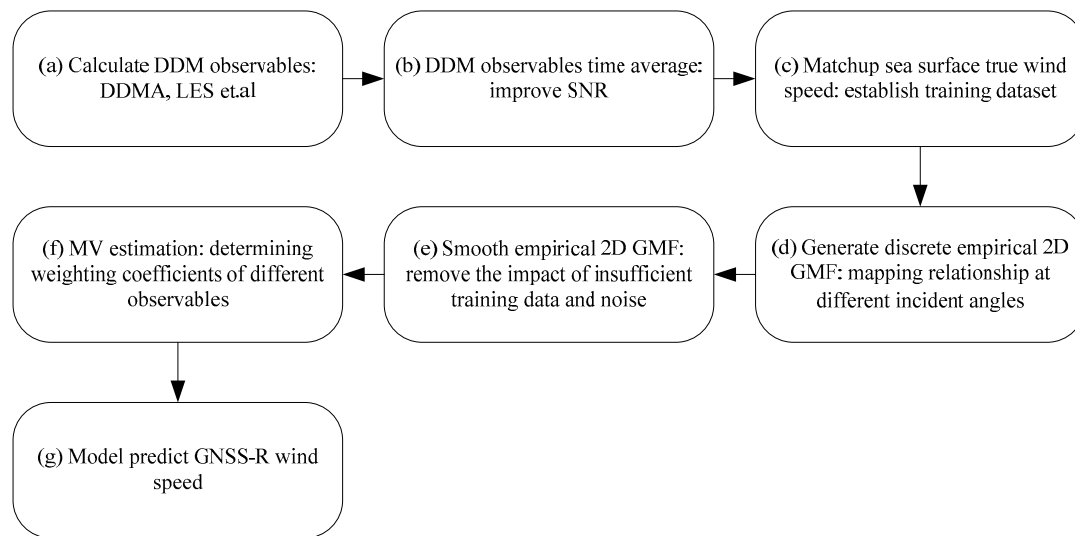 (a) Calculate DDM observables:
DDMA, LES et.al
(b) DDM observables time average:
improve SNR
(c) Matchup sea surface true wind
speed: establish training dataset
(d) Generate discrete empirical 2D
GMF: mapping relationship at
different incident angles
(e) Smooth empirical 2D GMF:
remove the impact of insufficient
training data and noise
(f) MV estimation: determining
weighting coefficients of different
observables
(g) Model predict GNSS-R wind
speed